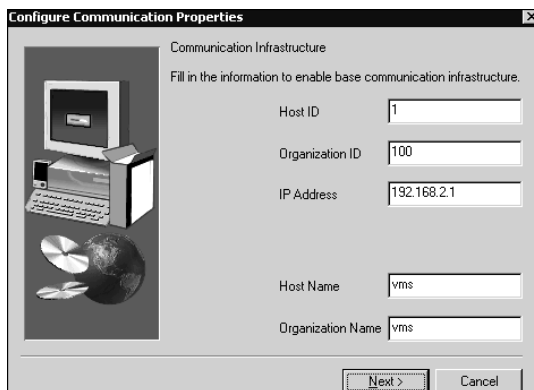 Configure Communication Properties
Communication Infrastructure
Fill in the information to enable base communication infrastructure.
Host ID 1
Organization ID 100
IP Address 192.168.2.1
Host Name vms
Organization Name vms
Next > Cancel